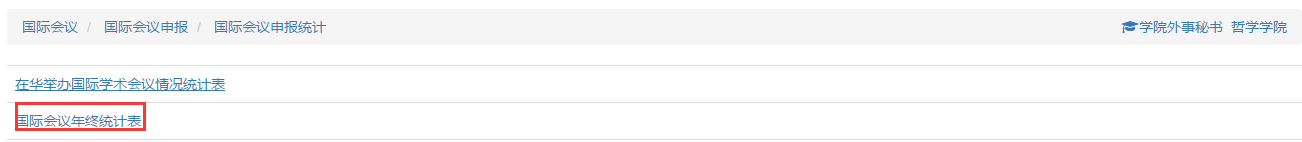 国际会议 / 国际会议申报 / 国际会议申报统计 学院外事秘书 哲学学院
在华举办国际学术会议情况统计表
国际会议年终统计表